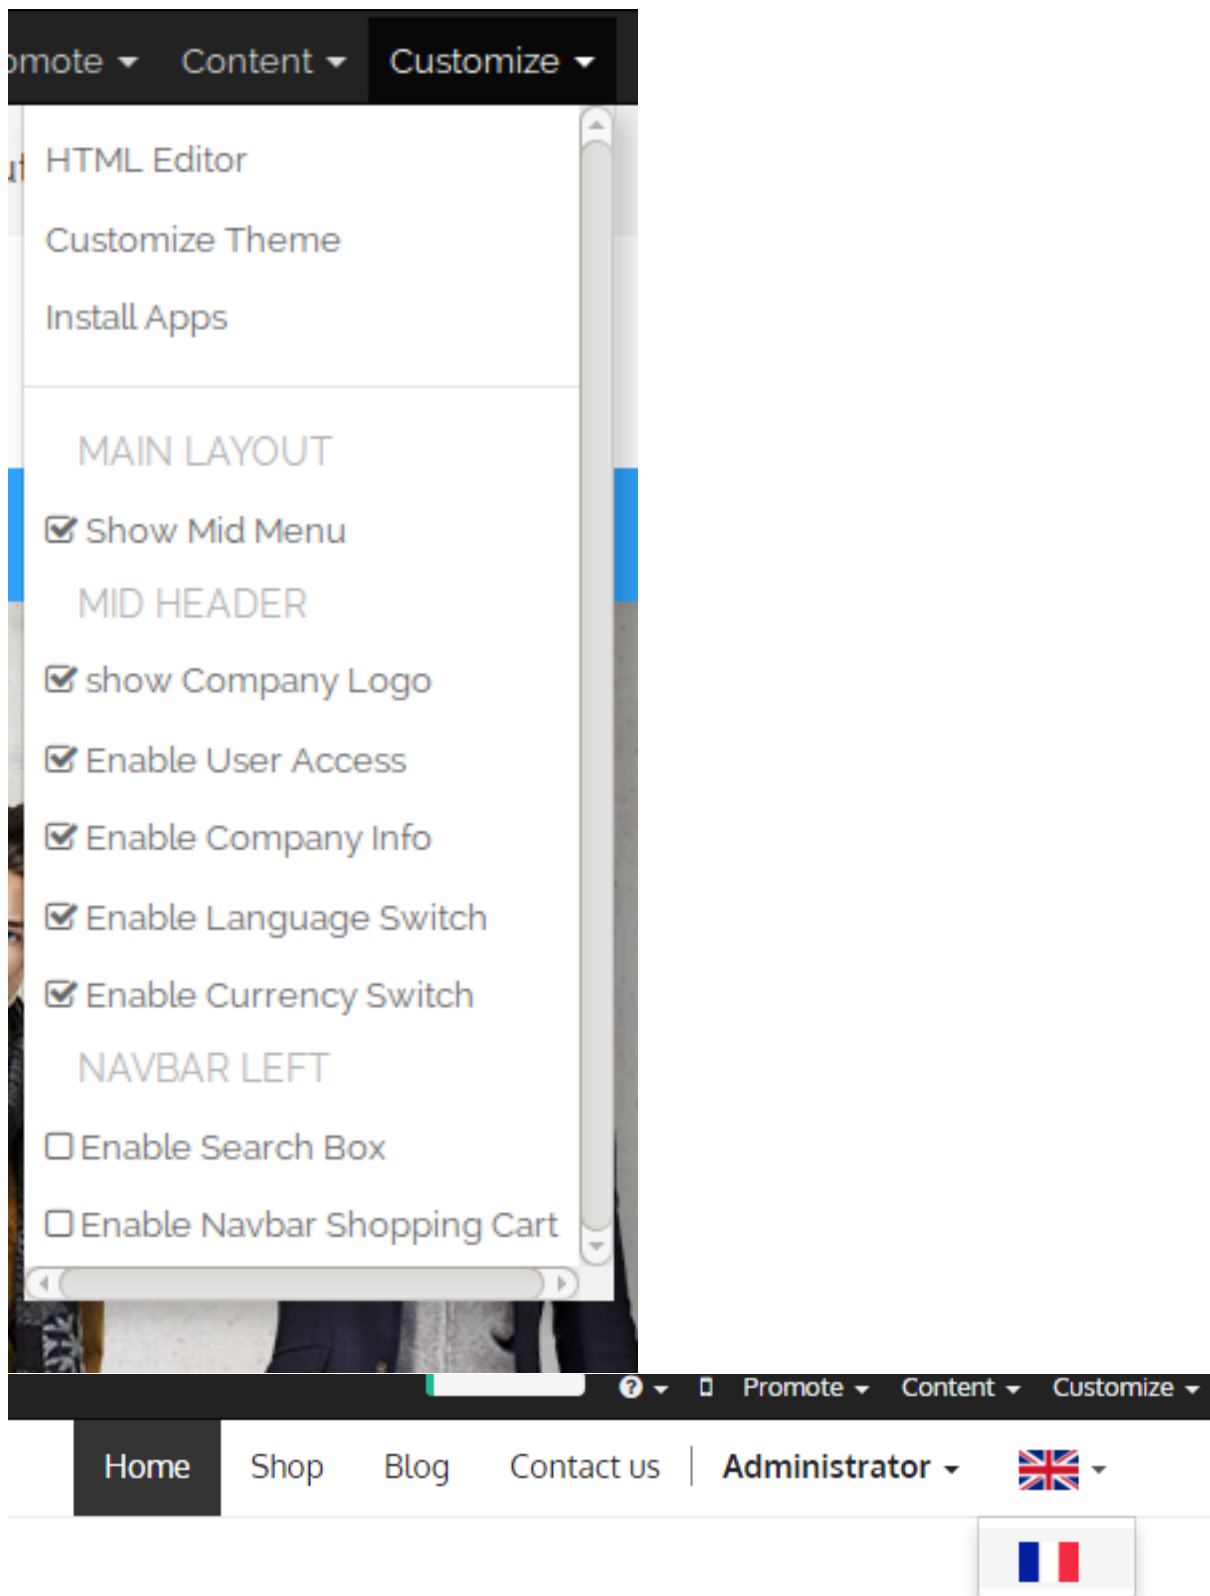 omote Content Customize
HTML Editor
Customize Theme
Install Apps
MAIN LAYOUT
Show Mid Menu
MID HEADER
show Company Logo
Enable User Access
Enable Company Info
Enable Language Switch
Enable Currency Switch
NAVBAR LEFT
Enable Search Box
Enable Navbar Shopping Cart
? Promote Content Customize
Home Shop Blog Contact us | Administrator